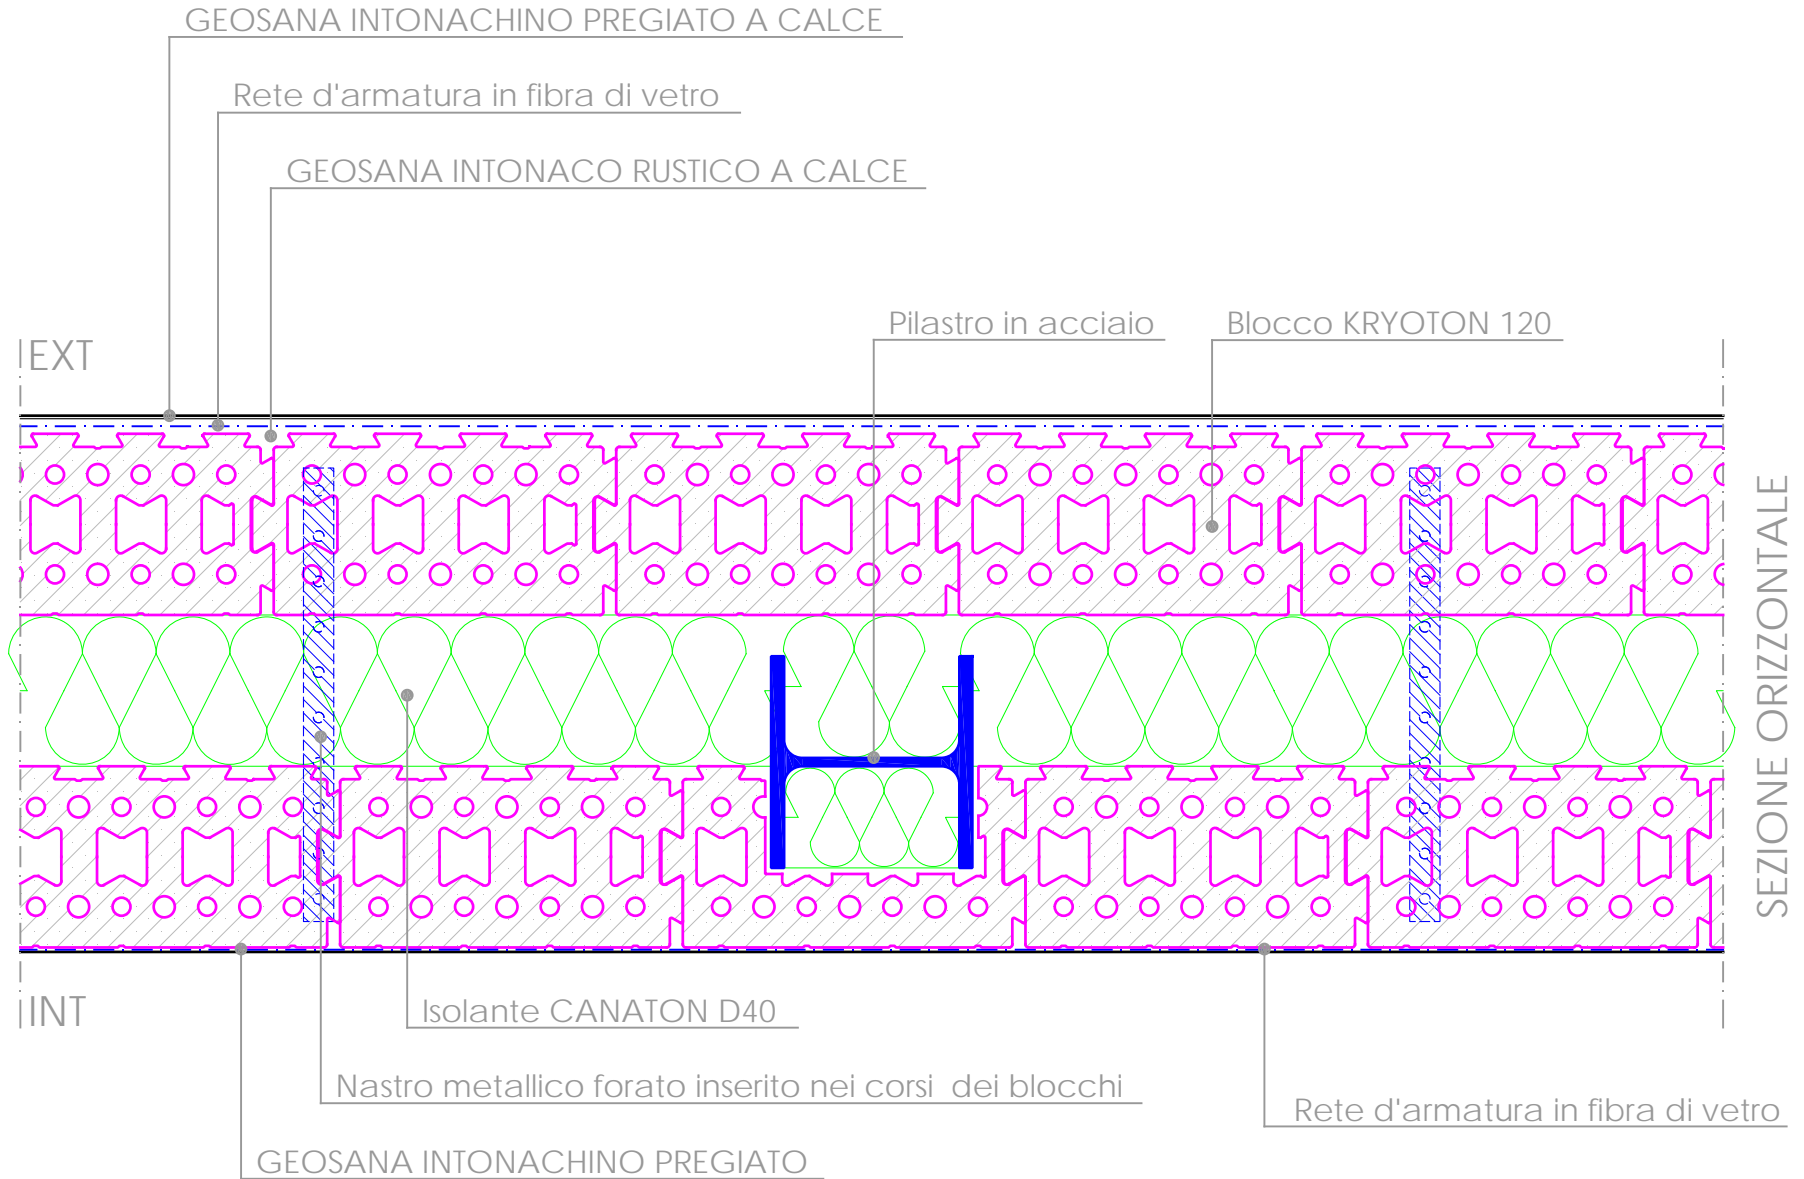 GEOSANA INTONACHINO PREGIATO A CALCE
Rete d'armatura in fibra di vetro
GEOSANA INTONACO RUSTICO A CALCE
Pilastro in acciaio
Blocco KRYOTON 120
EXT
SEZIONE ORIZZONTALE
INT
Isolante CANATON D40
Nastro metallico forato inserito nei corsi dei blocchi
Rete d'armatura in fibra di vetro
GEOSANA INTONACHINO PREGIATO